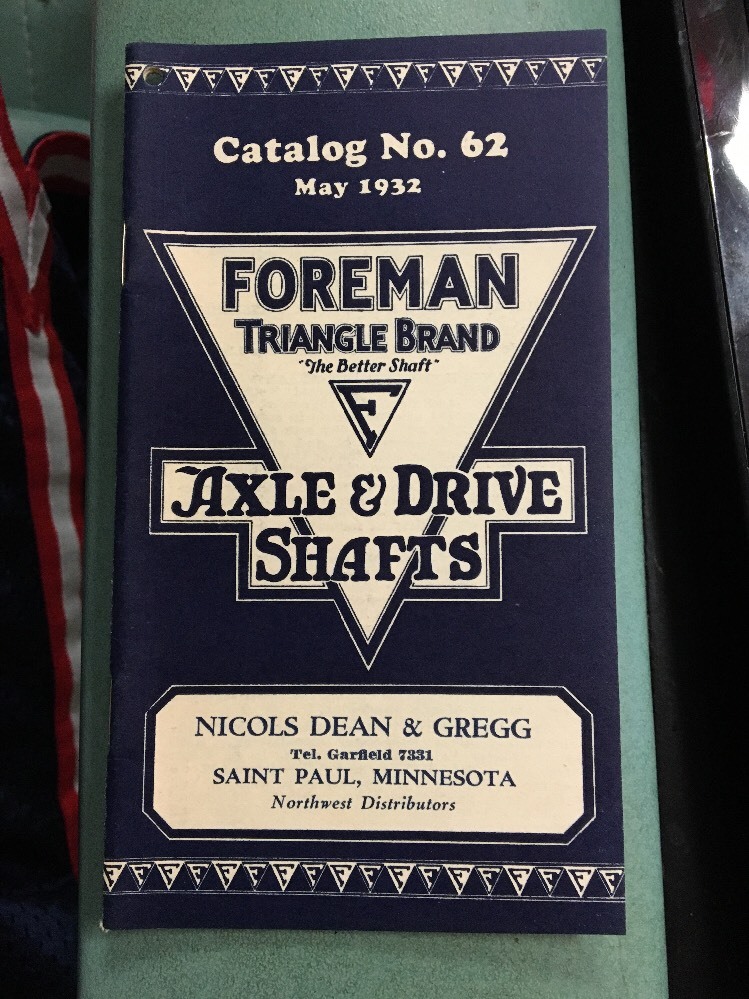 Catalog No. 62
May 1932
FOREMAN
TRIANGLE BRAND
"The Better Shaft"
F
AXLE & DRIVE
SHAFTS
NICOLS DEAN & GREGG
Tel. Garfield 7331
SAINT PAUL, MINNESOTA
Northwest Distributors